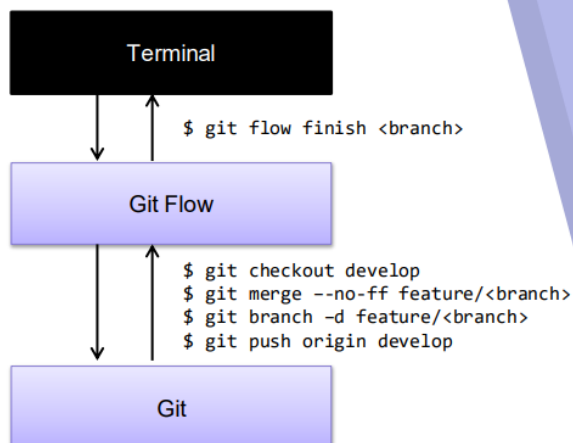 Terminal
$ git flow finish <branch>
Git Flow
$ git checkout develop
$ git merge –-no-ff feature/<branch>
$ git branch –d feature/<branch>
$ git push origin develop
Git